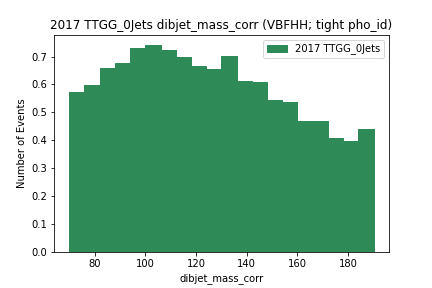 2017 TTGG_0Jets dibjet_mass_corr (VBFHH; tight pho_id)
2017 TTGG_0Jets
Number of Events
0.7
0.6
0.5
0.4
0.3
0.2
0.1
0.0
80 100 120 140 160 180
dibjet_mass_corr